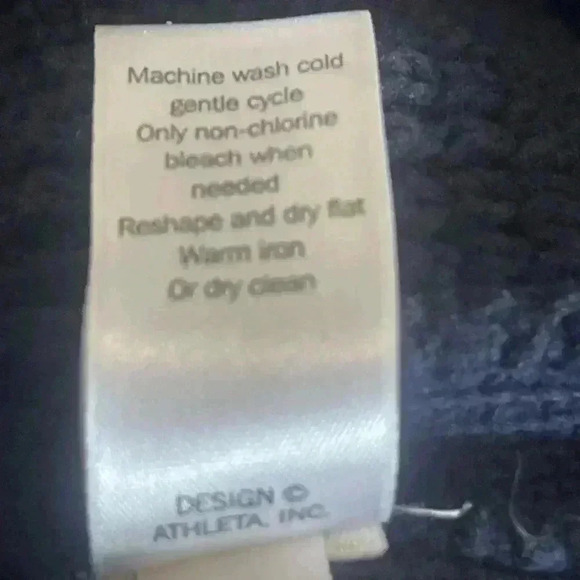 Machine wash cold
gentle cycle
Only non-chlorine
bleach when
needed
Reshape and dry flat
Warm iron
Or dry clean
DESIGN ©
ATHLETA, INC.